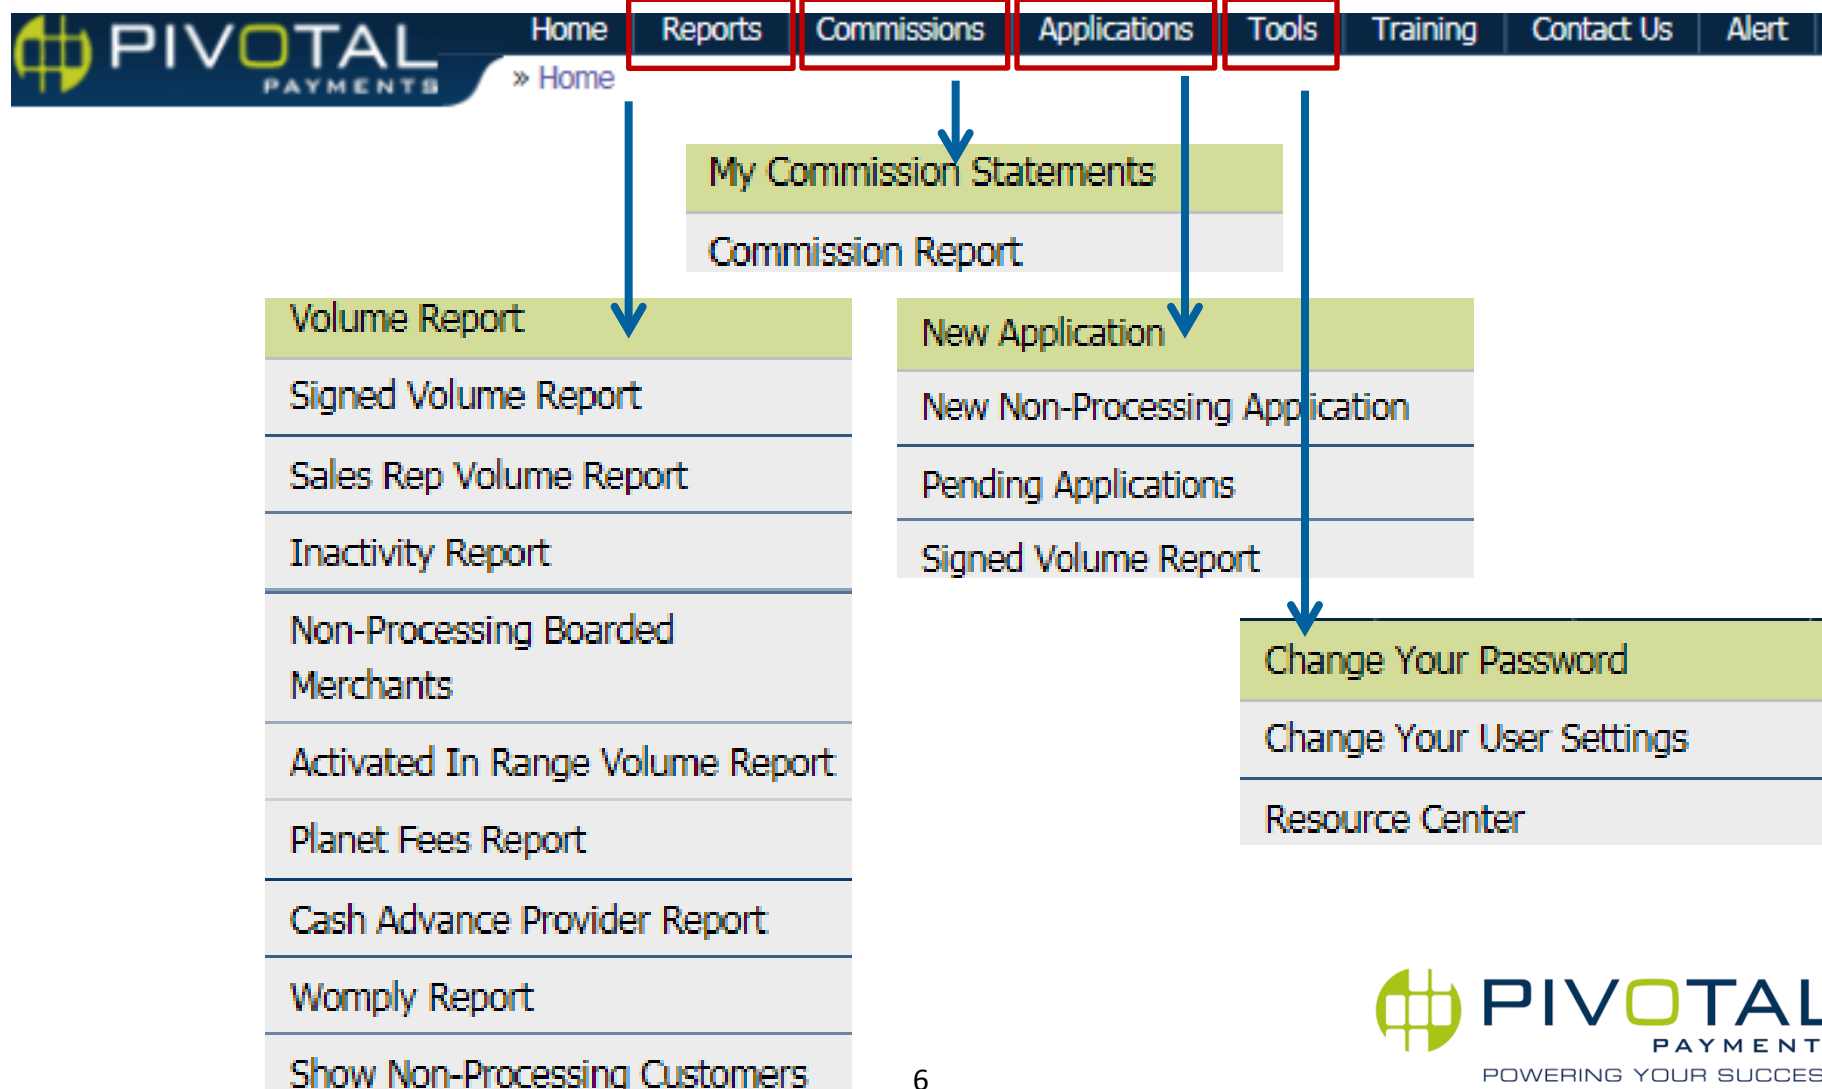 PIVOTAL
PAYMENTS
Home Reports Commissions Applications Tools Training Contact Us Alert
» Home
My Commission Statements
Commission Report
Volume Report
Signed Volume Report
Sales Rep Volume Report
Inactivity Report
Non-Processing Boarded
Merchants
Activated In Range Volume Report
Planet Fees Report
Cash Advance Provider Report
Womply Report
Show Non-Processing Customers
New Application
New Non-Processing Application
Pending Applications
Signed Volume Report
Change Your Password
Change Your User Settings
Resource Center
6
PIVOTAL
PAYMENT
POWERING YOUR SUCCES